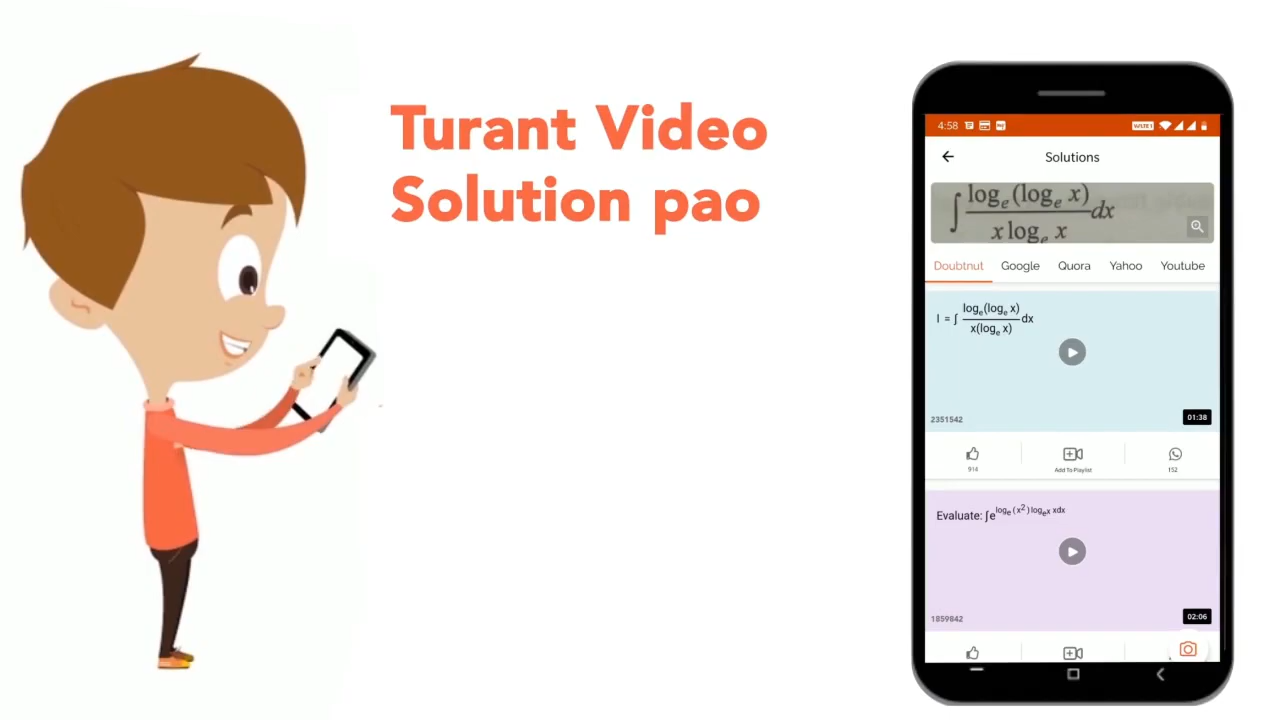 Turant Video
Solution pao
4:58
Solutions
∫ logₑ(logₑ x) / x logₑ x dx
Doubtnut Google Quora Yahoo Youtube
I = ∫ logₑ(logₑ x) / x(logₑ x) dx
2351542 01:38
914 Add To Playlist 152
Evaluate: ∫e^logₑ(x²)logₑx xdx
1859842 02:06